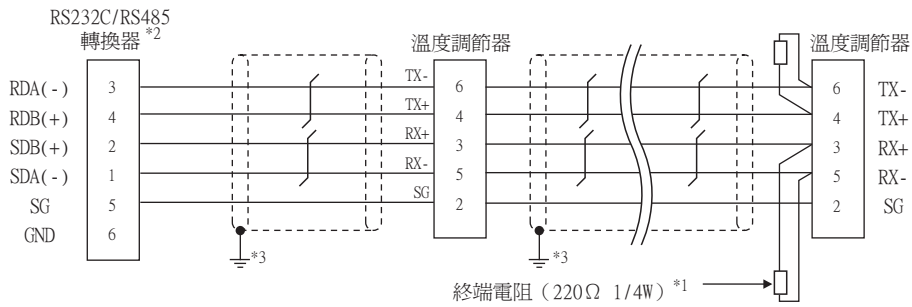 RS232C/RS485
轉換器 *2
溫度調節器
溫度調節器
RDA(-) 3 TX- 6 6 TX-
RDB(+) 4 TX+ 4 4 TX+
SDB(+) 2 RX+ 3 3 RX+
SDA(-) 1 RX- 5 5 RX-
SG 5 SG 2 2 SG
GND 6
*3
*3
終端電阻（220Ω 1/4W）*1